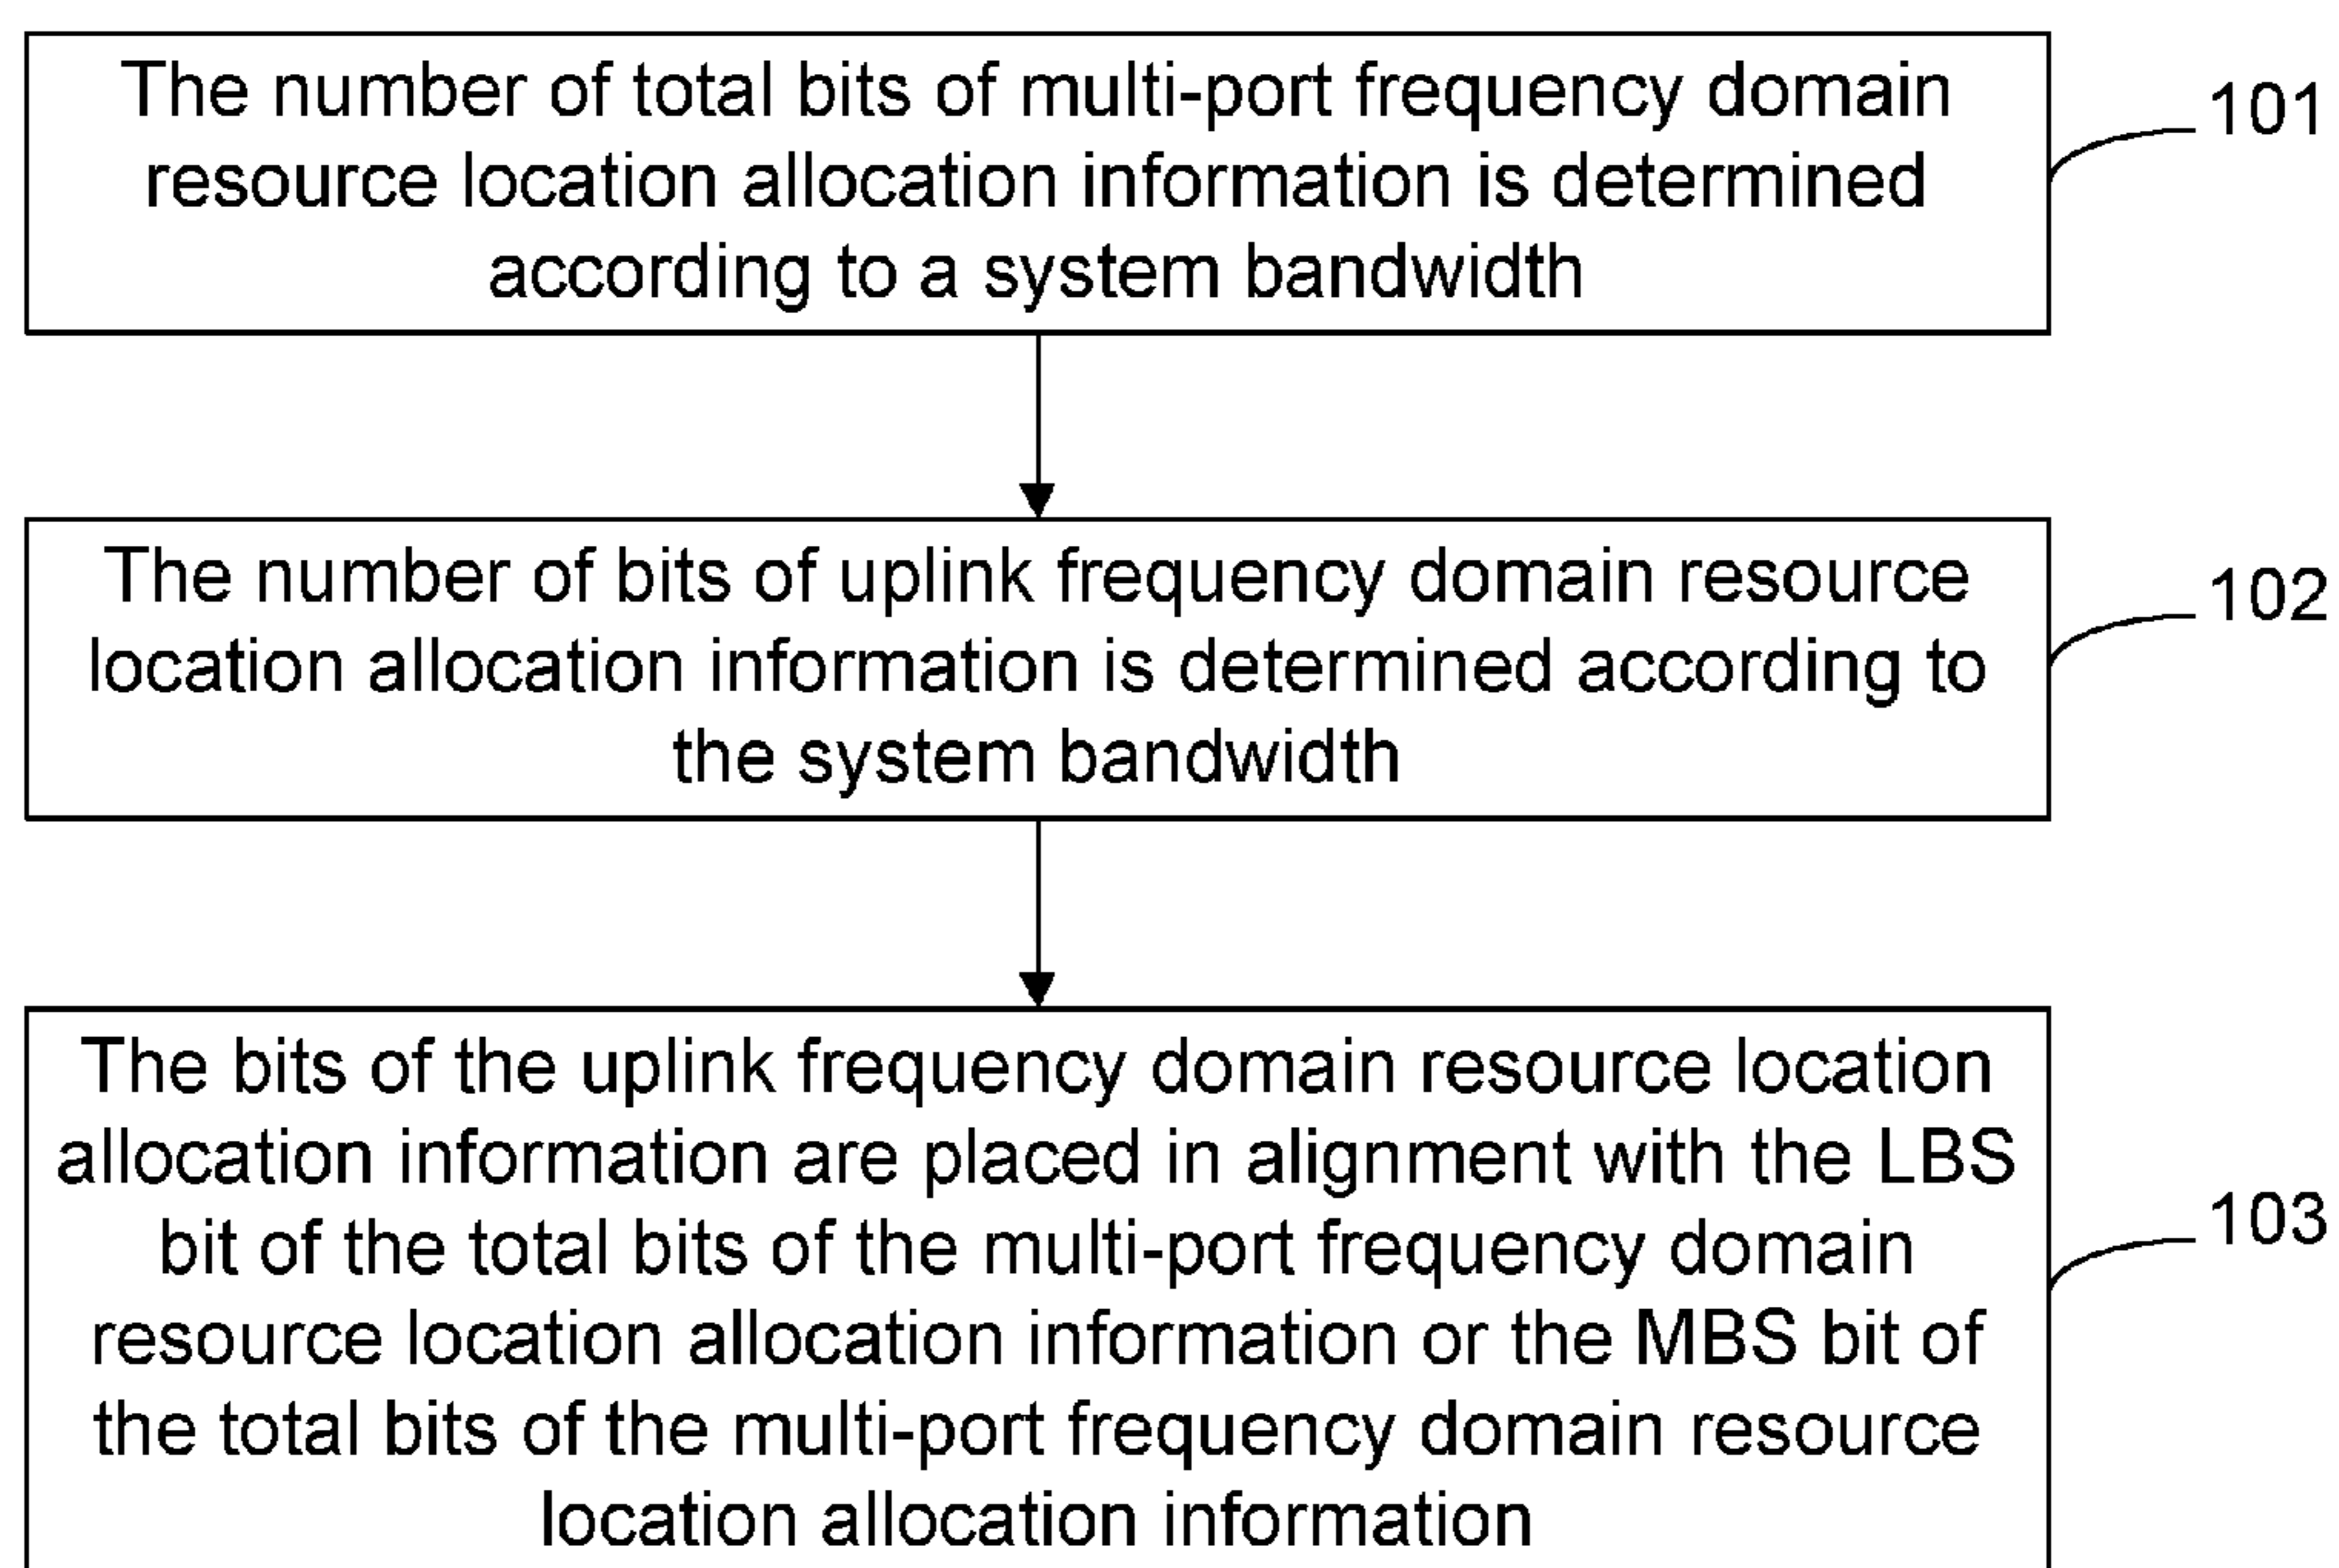 The number of total bits of multi-port frequency domain
resource location allocation information is determined
according to a system bandwidth
101
The number of bits of uplink frequency domain resource
location allocation information is determined according to
the system bandwidth
102
The bits of the uplink frequency domain resource location
allocation information are placed in alignment with the LBS
bit of the total bits of the multi-port frequency domain
resource location allocation information or the MBS bit of
the total bits of the multi-port frequency domain resource
location allocation information
103